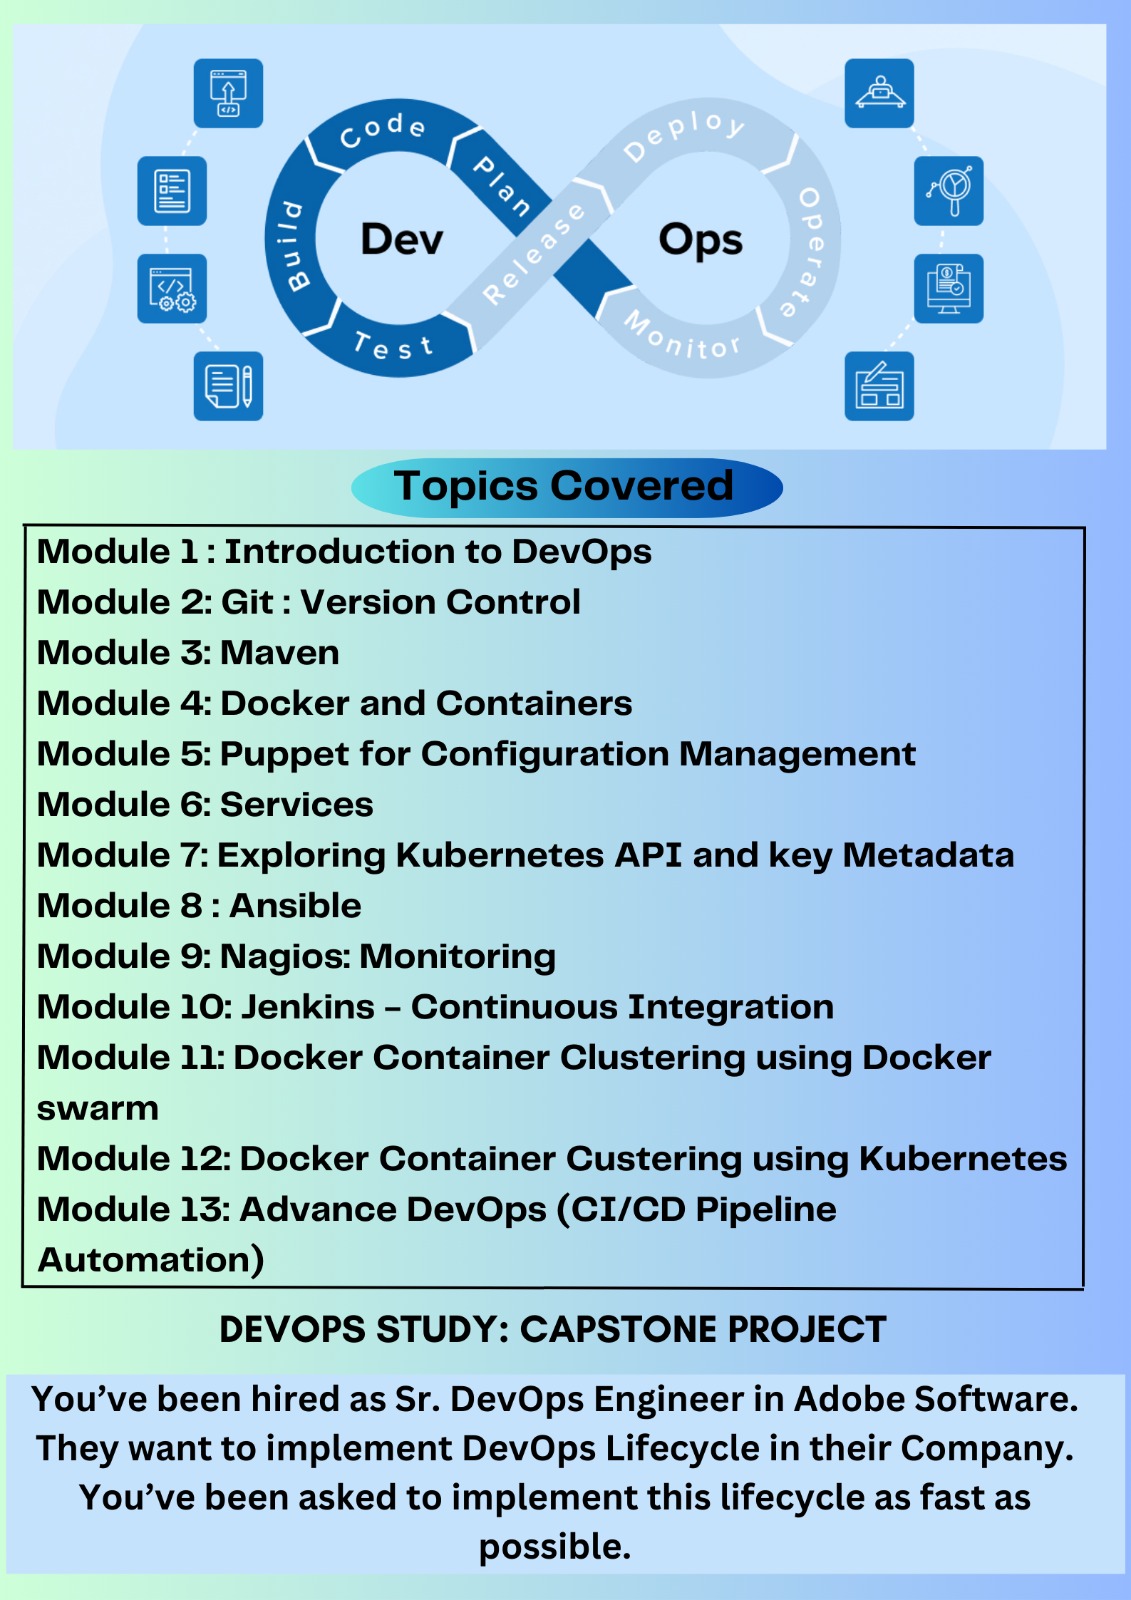 Code
Plan
Build
Test
Dev
Release
Deploy
Operate
Monitor
Ops
Topics Covered
Module 1 : Introduction to DevOps
Module 2: Git : Version Control
Module 3: Maven
Module 4: Docker and Containers
Module 5: Puppet for Configuration Management
Module 6: Services
Module 7: Exploring Kubernetes API and key Metadata
Module 8 : Ansible
Module 9: Nagios: Monitoring
Module 10: Jenkins – Continuous Integration
Module 11: Docker Container Clustering using Docker
swarm
Module 12: Docker Container Custering using Kubernetes
Module 13: Advance DevOps (CI/CD Pipeline
Automation)
DEVOPS STUDY: CAPSTONE PROJECT
You’ve been hired as Sr. DevOps Engineer in Adobe Software.
They want to implement DevOps Lifecycle in their Company.
You’ve been asked to implement this lifecycle as fast as
possible.